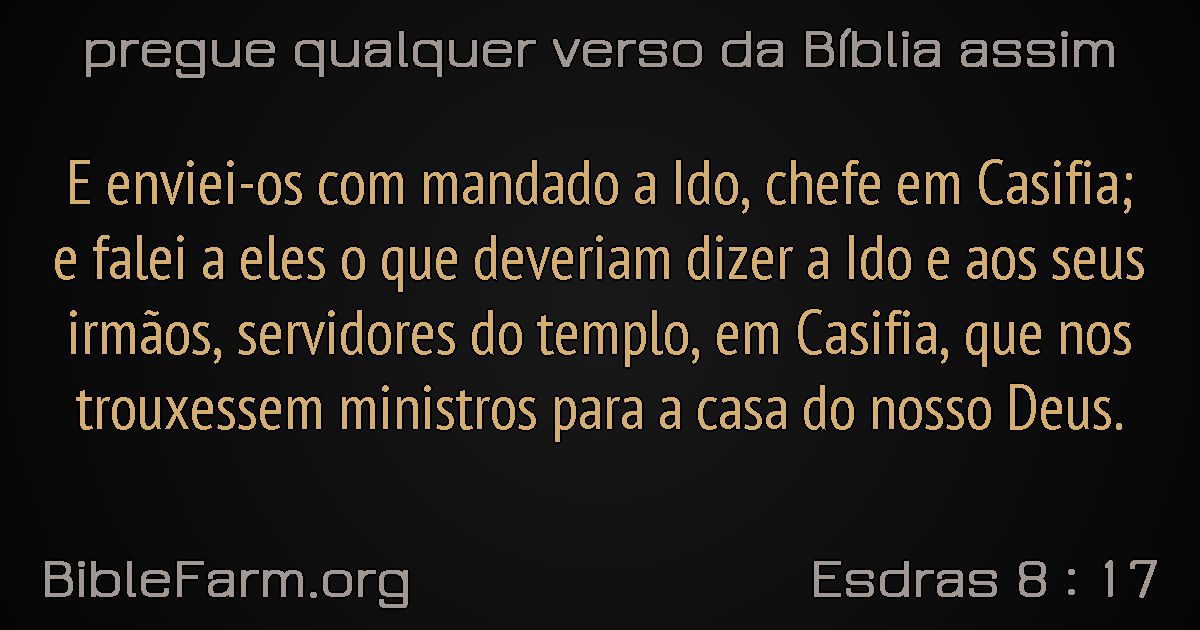 pregue qualquer verso da Bíblia assim
E enviei-os com mandado a Ido, chefe em Casifia;
e falei a eles o que deveriam dizer a Ido e aos seus
irmãos, servidores do templo, em Casifia, que nos
trouxessem ministros para a casa do nosso Deus.
BibleFarm.org
Esdras 8 : 17